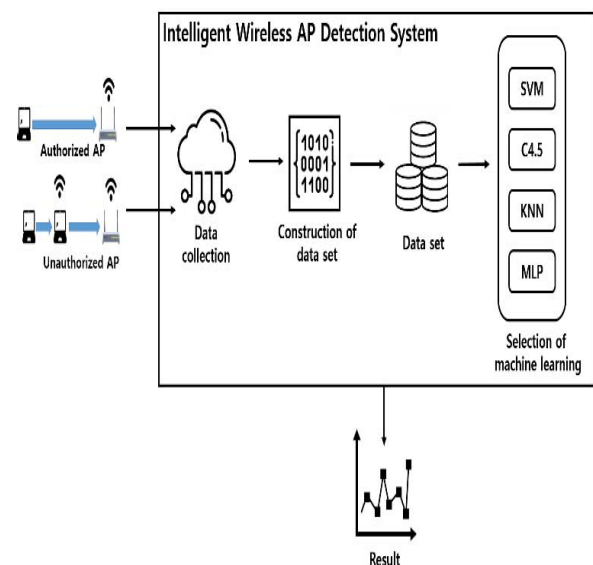 Intelligent Wireless AP Detection System
Authorized AP
Unauthorized AP
Data
collection
1010
0001
1100
Construction of
data set
Data set
SVM
C4.5
KNN
MLP
Selection of
machine learning
Result